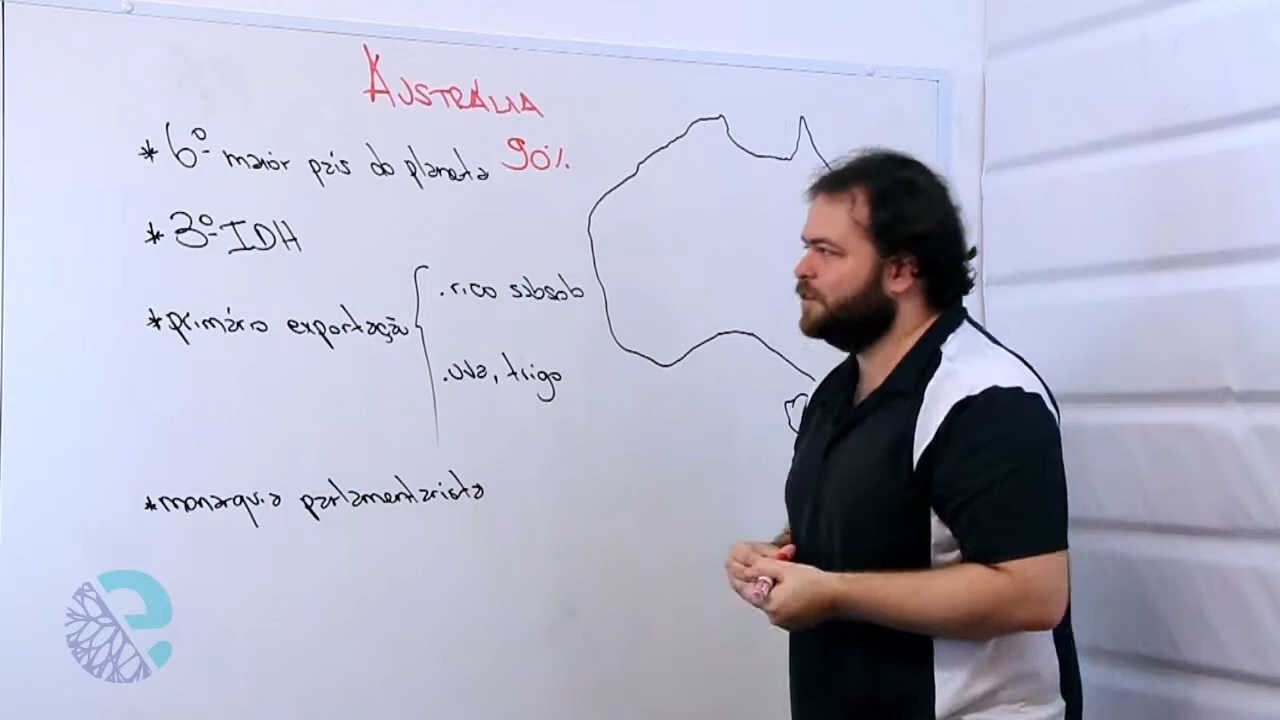 AUSTRÁLIA
* 6º maior país do planeta 90%
* 3º IDH
* primário exportação
. rico subsolo
. uva, trigo
* monarquia parlamentarista
e